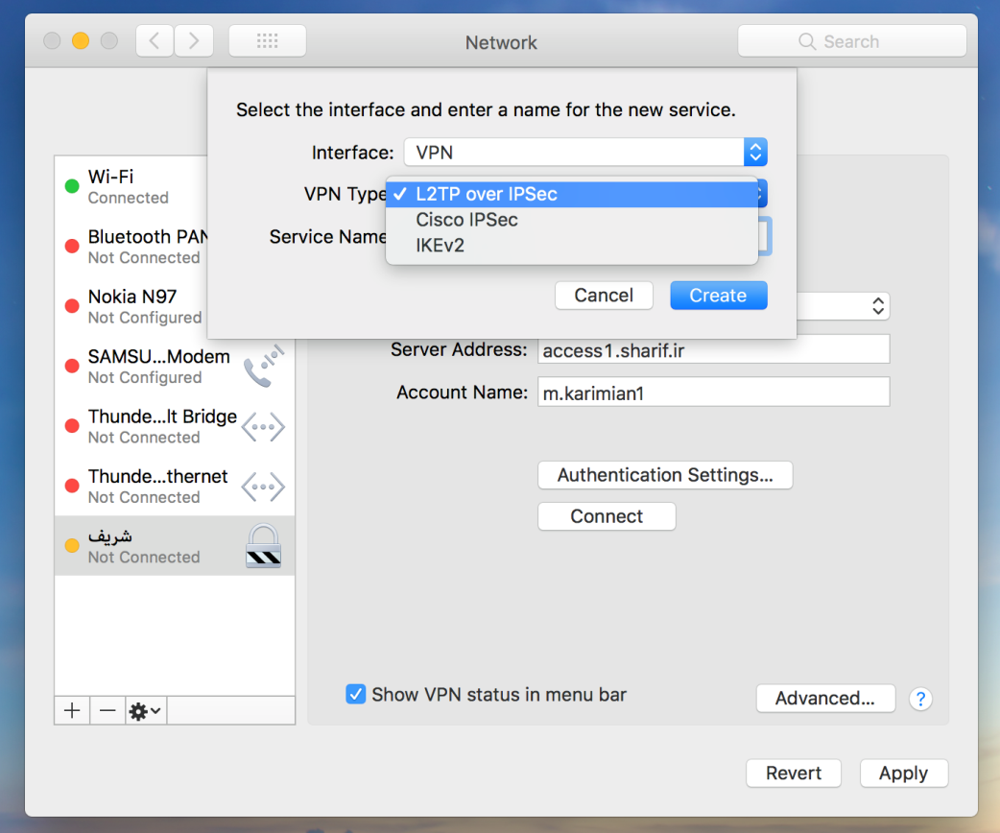 Network
Search
Select the interface and enter a name for the new service.
Interface: VPN
VPN Type
✓ L2TP over IPSec
Cisco IPSec
IKEv2
Service Name
Cancel
Create
Wi-Fi
Connected
Bluetooth PAN
Not Connected
Nokia N97
Not Configured
SAMSU...Modem
Not Configured
Thunde...lt Bridge
Not Connected
Thunde...thernet
Not Connected
شریف
Not Connected
Server Address: access1.sharif.ir
Account Name: m.karimian1
Authentication Settings...
Connect
Show VPN status in menu bar
Advanced...
?
Revert
Apply